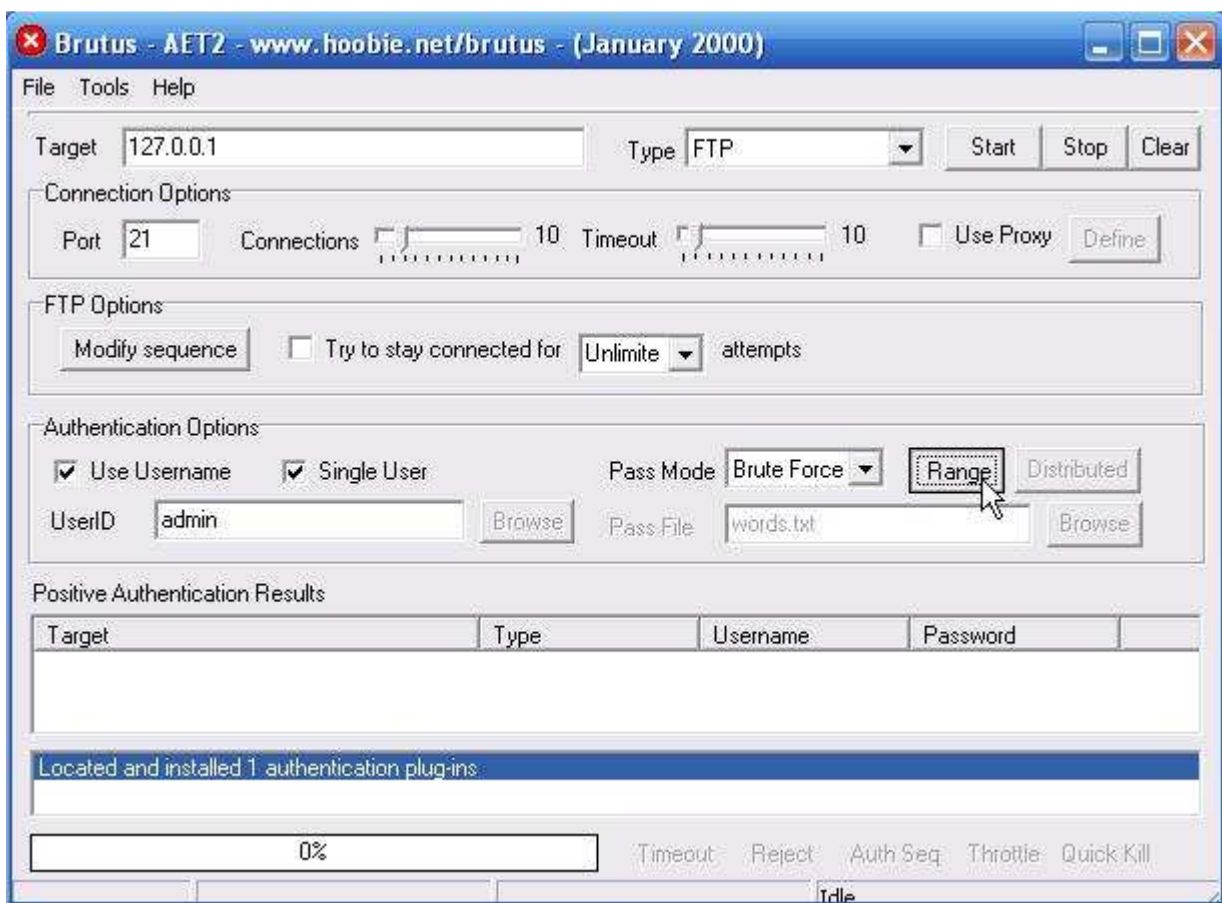 Brutus - AET2 - www.hoobie.net/brutus - (January 2000)
File Tools Help
Target 127.0.0.1 Type FTP Start Stop Clear
Connection Options
Port 21 Connections 10 Timeout 10 Use Proxy Define
FTP Options
Modify sequence Try to stay connected for Unlimite attempts
Authentication Options
Use Username Single User Pass Mode Brute Force Range Distributed
UserID admin Browse Pass File words.txt Browse
Positive Authentication Results
Target Type Username Password
Located and installed 1 authentication plug-ins
0% Timeout Reject Auth Seq Throttle Quick Kill
Idle